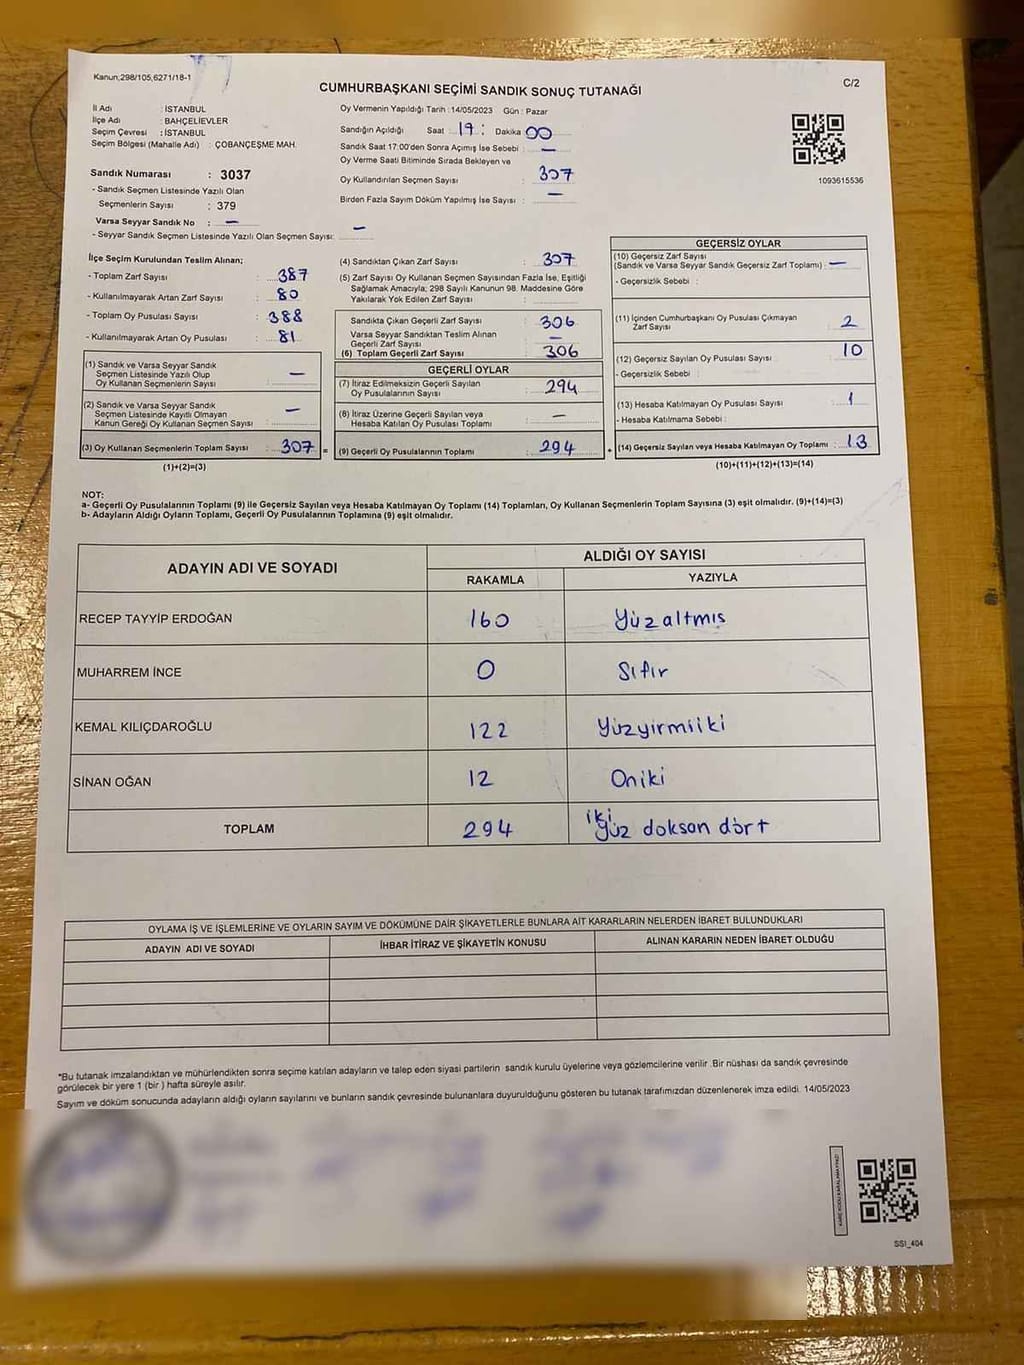 Kanun;298/105,6271/18-1
C/2
CUMHURBAŞKANI SEÇİMİ SANDIK SONUÇ TUTANAĞI
İl Adı : İSTANBUL
İlçe Adı : BAHÇELİEVLER
Seçim Çevresi : İSTANBUL
Seçim Bölgesi (Mahalle Adı) : ÇOBANÇEŞME MAH.
Sandık Numarası : 3037
- Sandık Seçmen Listesinde Yazılı Olan
Seçmenlerin Sayısı : 379
Varsa Seyyar Sandık No : –
- Seyyar Sandık Seçmen Listesinde Yazılı Olan Seçmen Sayısı: –
Oy Vermenin Yapıldığı Tarih : 14/05/2023 Gün : Pazar
Sandığın Açıldığı Saat : 19 : Dakika 00
Sandık Saat 17:00'den Sonra Açımış İse Sebebi : –
Oy Verme Saati Bitiminde Sırada Bekleyen ve
Oy Kullandırılan Seçmen Sayısı : 307
Birden Fazla Sayım Döküm Yapılmış İse Sayısı : –
1093615536
İlçe Seçim Kurulundan Teslim Alınan;
- Toplam Zarf Sayısı : 387
- Kullanılmayarak Artan Zarf Sayısı : 80
- Toplam Oy Pusulası Sayısı : 388
- Kullanılmayarak Artan Oy Pusulası : 81
(1) Sandık ve Varsa Seyyar Sandık
Seçmen Listesinde Yazılı Olup
Oy Kullanan Seçmenlerin Sayısı : –
(2) Sandık ve Varsa Seyyar Sandık
Seçmen Listesinde Kayıtlı Olmayan
Kanun Gereği Oy Kullanan Seçmen Sayısı : –
(3) Oy Kullanan Seçmenlerin Toplam Sayısı : 307 =
(1)+(2)=(3)
(4) Sandıktan Çıkan Zarf Sayısı : 307
(5) Zarf Sayısı Oy Kullanan Seçmen Sayısından Fazla İse, Eşitliği
Sağlamak Amacıyla; 298 Sayılı Kanunun 98. Maddesine Göre
Yakılarak Yok Edilen Zarf Sayısı :
Sandıkta Çıkan Geçerli Zarf Sayısı : 306
Varsa Seyyar Sandıktan Teslim Alınan
Geçerli Zarf Sayısı : –
(6) Toplam Geçerli Zarf Sayısı : 306
GEÇERLİ OYLAR
(7) İtiraz Edilmeksizin Geçerli Sayılan
Oy Pusulalarının Sayısı : 294
(8) İtiraz Üzerine Geçerli Sayılan veya
Hesaba Katılan Oy Pusulası Toplamı : –
(9) Geçerli Oy Pusulalarının Toplamı : 294 +
GEÇERSİZ OYLAR
(10) Geçersiz Zarf Sayısı
(Sandık ve Varsa Seyyar Sandık Geçersiz Zarf Toplamı) : –
- Geçersizlik Sebebi :
(11) İçinden Cumhurbaşkanı Oy Pusulası Çıkmayan
Zarf Sayısı : 2
(12) Geçersiz Sayılan Oy Pusulası Sayısı : 10
- Geçersizlik Sebebi :
(13) Hesaba Katılmayan Oy Pusulası Sayısı : 1
- Hesaba Katılmama Sebebi :
(14) Geçersiz Sayılan veya Hesaba Katılmayan Oy Toplamı : 13
(10)+(11)+(12)+(13)=(14)
NOT:
a- Geçerli Oy Pusulalarının Toplamı (9) ile Geçersiz Sayılan veya Hesaba Katılmayan Oy Toplamı (14) Toplamları, Oy Kullanan Seçmenlerin Toplam Sayısına (3) eşit olmalıdır. (9)+(14)=(3)
b- Adayların Aldığı Oyların Toplamı, Geçerli Oy Pusulalarının Toplamına (9) eşit olmalıdır.
ADAYIN ADI VE SOYADI
ALDIĞI OY SAYISI
RAKAMLA YAZIYLA
RECEP TAYYİP ERDOĞAN 160 Yüzaltmış
MUHARREM İNCE 0 Sıfır
KEMAL KILIÇDAROĞLU 122 Yüzyirmiiki
SİNAN OĞAN 12 Oniki
TOPLAM 294 iki yüz doksan dört
OYLAMA İŞ VE İŞLEMLERİNE VE OYLARIN SAYIM VE DÖKÜMÜNE DAİR ŞİKAYETLERLE BUNLARA AİT KARARLARIN NELERDEN İBARET BULUNDUKLARI
ADAYIN ADI VE SOYADI İHBAR İTİRAZ VE ŞİKAYETİN KONUSU ALINAN KARARIN NEDEN İBARET OLDUĞU
*Bu tutanak imzalandıktan ve mühürlendikten sonra seçime katılan adayların ve talep eden siyasi partilerin sandık kurulu üyelerine veya gözlemcilerine verilir. Bir nüshası da sandık çevresinde
görülecek bir yere 1 (bir ) hafta süreyle asılır.
Sayım ve döküm sonucunda adayların aldığı oyların sayılarını ve bunların sandık çevresinde bulunanlara duyurulduğunu gösteren bu tutanak tarafımızdan düzenlenerek imza edildi. 14/05/2023
SSI_404